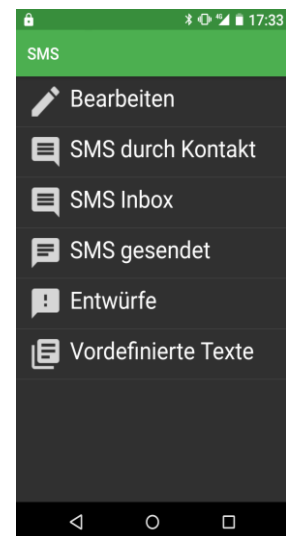 17:33
SMS
Bearbeiten
SMS durch Kontakt
SMS Inbox
SMS gesendet
Entwürfe
Vordefinierte Texte